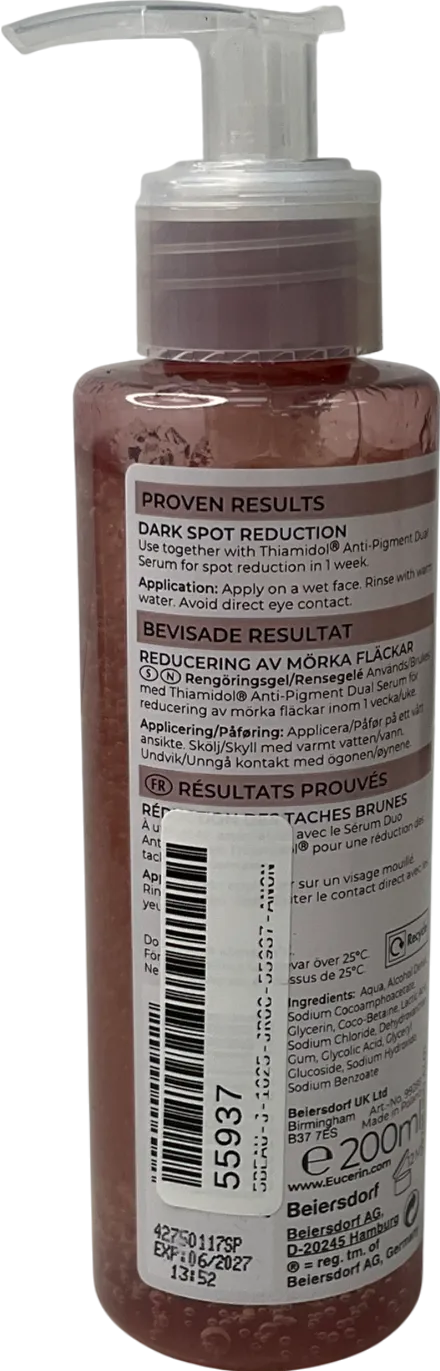 PROVEN RESULTS
DARK SPOT REDUCTION
Use together with Thiamidol® Anti-Pigment Dual
Serum for spot reduction in 1 week.
Application: Apply on a wet face. Rinse with warm
water. Avoid direct eye contact.
BEVISADE RESULTAT
REDUCERING AV MÖRKA FLÄCKAR
S N Rengöringsgel/Rensegelé Används/Brukes
med Thiamidol® Anti-Pigment Dual Serum för
reducering av mörka fläckar inom 1 vecka/uke.
Applicering/Påføring: Applicera/Påfør på ett vått
ansikte. Skölj/Skyll med varmt vatten/vann.
Undvik/Unngå kontakt med ögonen/øynene.
FR RÉSULTATS PROUVÉS
DES TACHES BRUNES
avec le Sérum Duo
® pour une réduction des
sur un visage mouillé.
le contact direct avec
var över 25°C.
de 25°C.
Ingredients: Aqua, Alcohol
Sodium Cocoamphoacetate,
Glycerin, Coco-Betaine,
Sodium Chloride,
Gum, Glycolic Acid, Glyceryl
Glucoside, Sodium
Sodium Benzoate
Beiersdorf UK Ltd
Birmingham Art.-No.
B37 7ES Made in
e 200ml
www.Eucerin.com
Beiersdorf
Beiersdorf AG,
D-20245 Hamburg
® = reg. tm. of
Beiersdorf AG, Germany
55937
42750117SP
EXP:06/2027
13:52